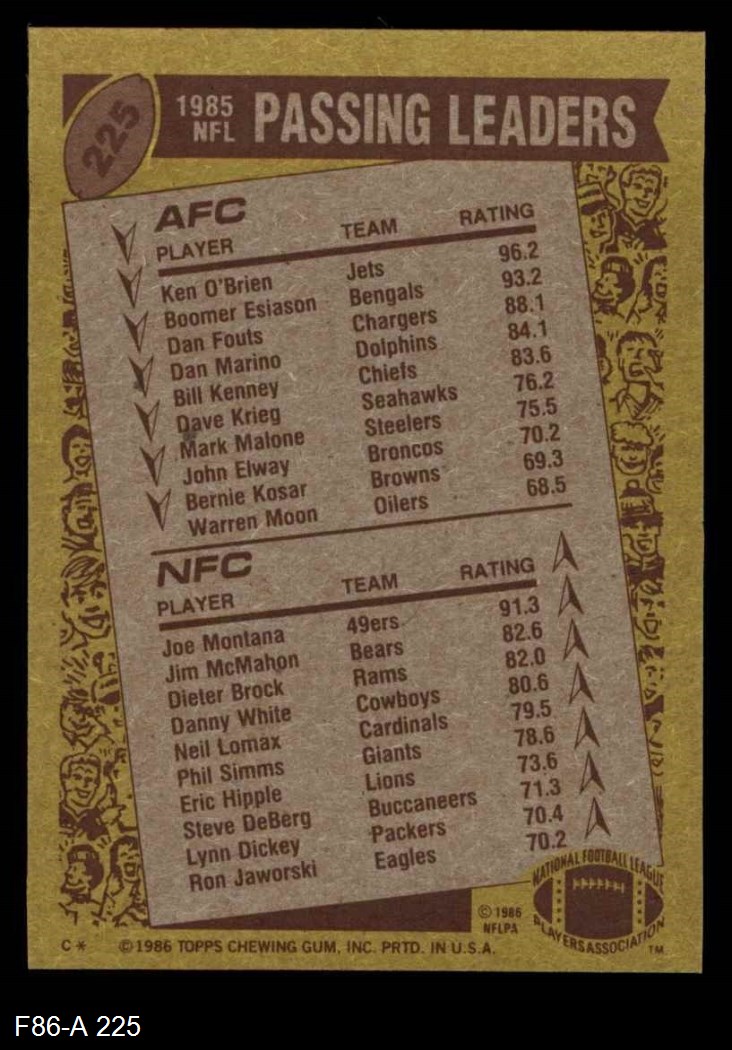 225
1985 NFL PASSING LEADERS
AFC
PLAYER TEAM RATING
Ken O'Brien Jets 96.2
Boomer Esiason Bengals 93.2
Dan Fouts Chargers 88.1
Dan Marino Dolphins 84.1
Bill Kenney Chiefs 83.6
Dave Krieg Seahawks 76.2
Mark Malone Steelers 75.5
John Elway Broncos 70.2
Bernie Kosar Browns 69.3
Warren Moon Oilers 68.5
NFC
PLAYER TEAM RATING
Joe Montana 49ers 91.3
Jim McMahon Bears 82.6
Dieter Brock Rams 82.0
Danny White Cowboys 80.6
Neil Lomax Cardinals 79.5
Phil Simms Giants 78.6
Eric Hipple Lions 73.6
Steve DeBerg Buccaneers 71.3
Lynn Dickey Packers 70.4
Ron Jaworski Eagles 70.2
© 1986
NFLPA
NATIONAL FOOTBALL LEAGUE
PLAYERS ASSOCIATION
TM
C* © 1986 TOPPS CHEWING GUM, INC. PRTD. IN U.S.A.
F86-A 225